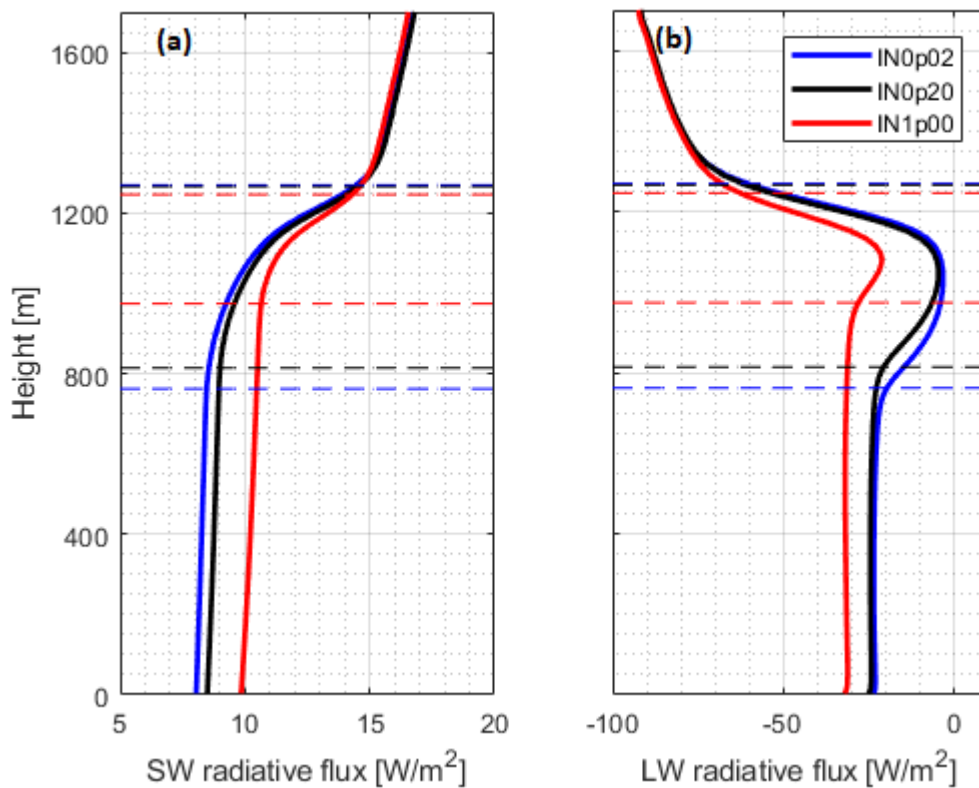 (a)
(b)
IN0p02
IN0p20
IN1p00
1600
1200
800
400
0
Height [m]
5
10
15
20
SW radiative flux [W/m²]
-100
-50
0
LW radiative flux [W/m²]